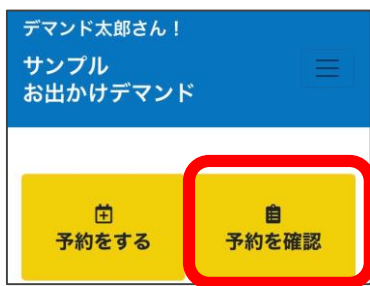 デマンド太郎さん！
サンプル
お出かけデマンド
予約をする
予約を確認